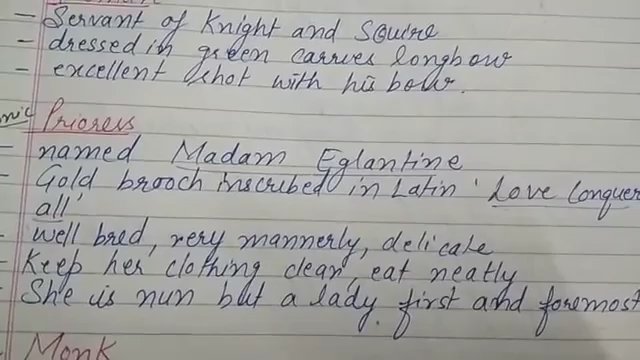 - Servant of Knight and Squire
- dressed in green carries longbow
- excellent shot with his bow.
Prioress
- named Madam Eglantine
- Gold brooch inscribed in Latin 'Love Conquer
all'
- well bred, very mannerly, delicate
- Keep her clothing clear, eat neatly
- She is nun but a lady first and foremost
Monk